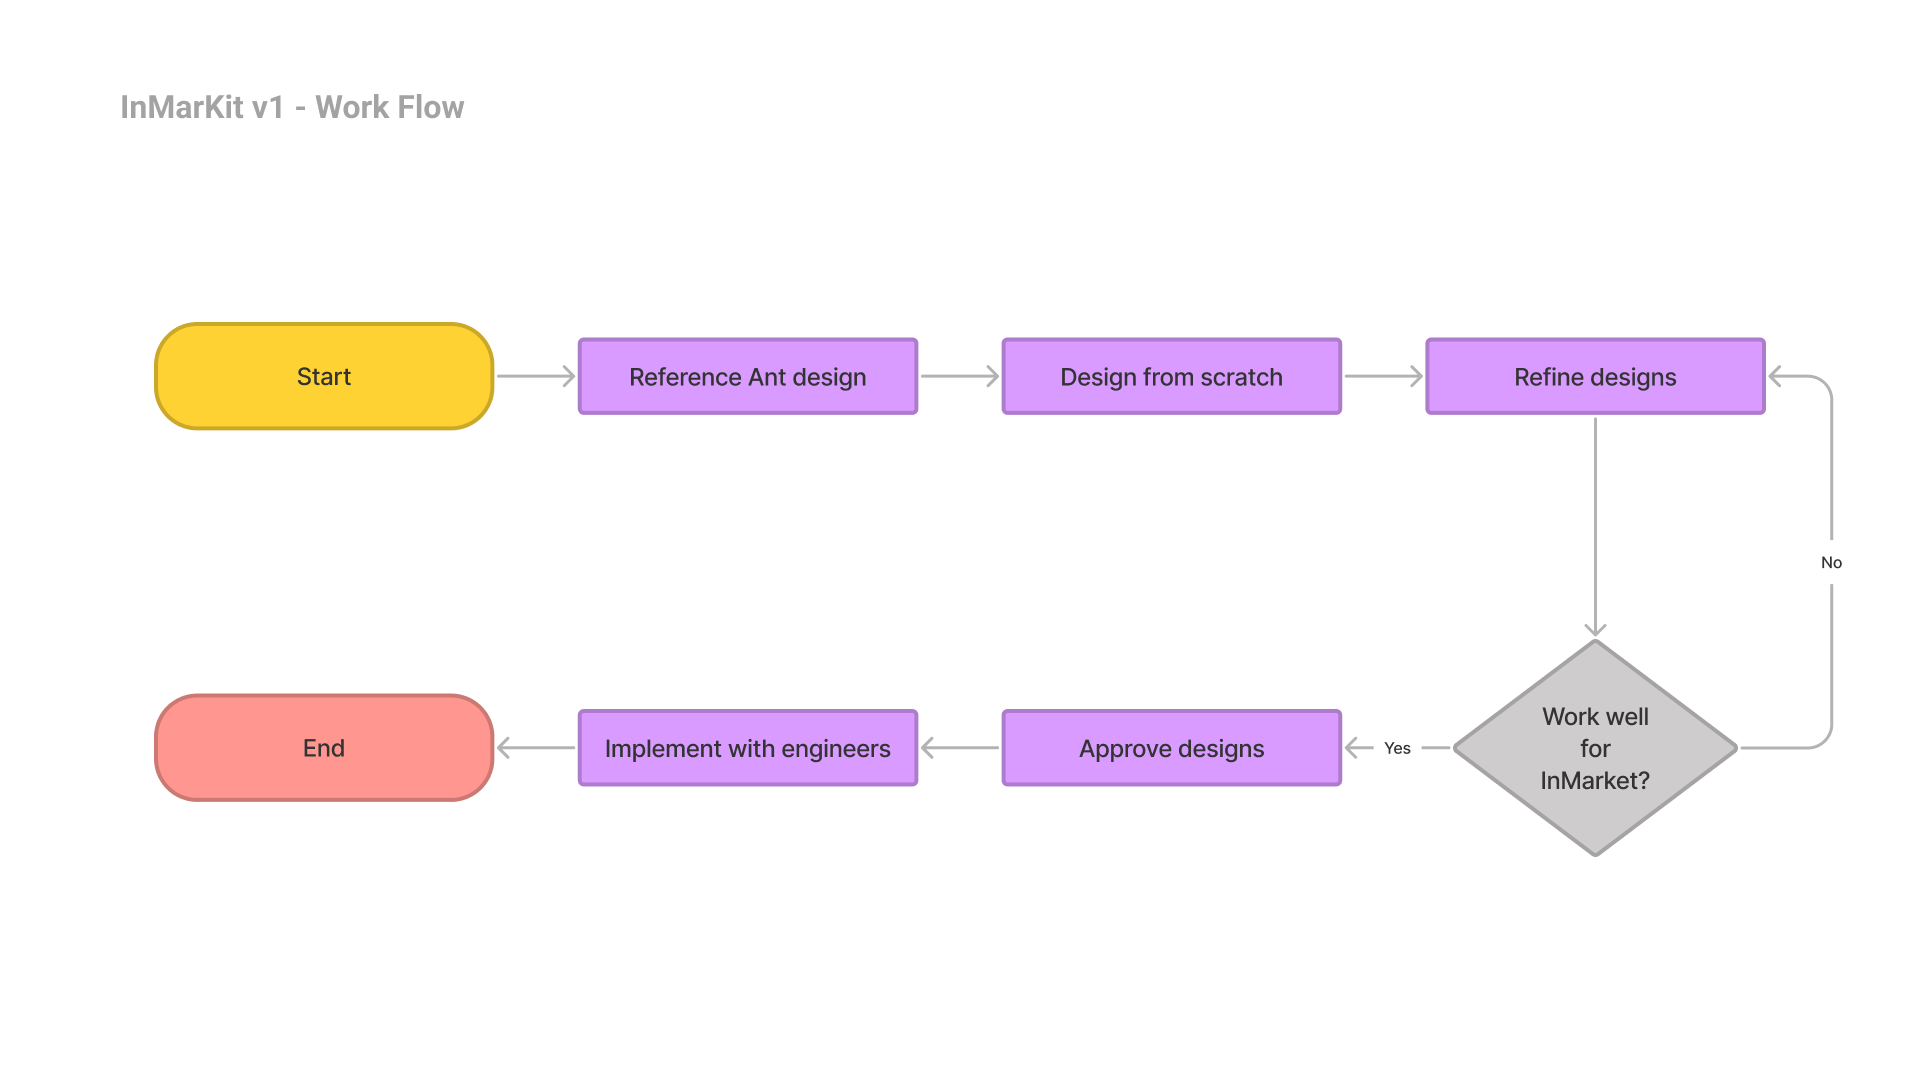 InMarKit v1 - Work Flow
Start
Reference Ant design
Design from scratch
Refine designs
No
Work well
for
InMarket?
Yes
Approve designs
Implement with engineers
End